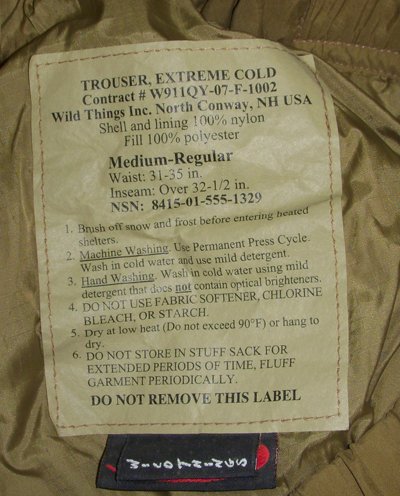 TROUSER, EXTREME COLD
Contract # W911QY-07-F-1002
Wild Things Inc. North Conway, NH USA
Shell and lining 100% nylon
Fill 100% polyester
Medium-Regular
Waist: 31-35 in.
Inseam: Over 32-1/2 in.
NSN: 8415-01-555-1329
1. Brush off snow and frost before entering heated
shelters.
2. Machine Washing. Use Permanent Press Cycle.
Wash in cold water and use mild detergent.
3. Hand Washing. Wash in cold water using mild
detergent that does not contain optical brighteners.
4. DO NOT USE FABRIC SOFTENER, CHLORINE
BLEACH, OR STARCH.
5. Dry at low heat (Do not exceed 90°F) or hang to
dry.
6. DO NOT STORE IN STUFF SACK FOR
EXTENDED PERIODS OF TIME, FLUFF
GARMENT PERIODICALLY.
DO NOT REMOVE THIS LABEL
WILD THINGS